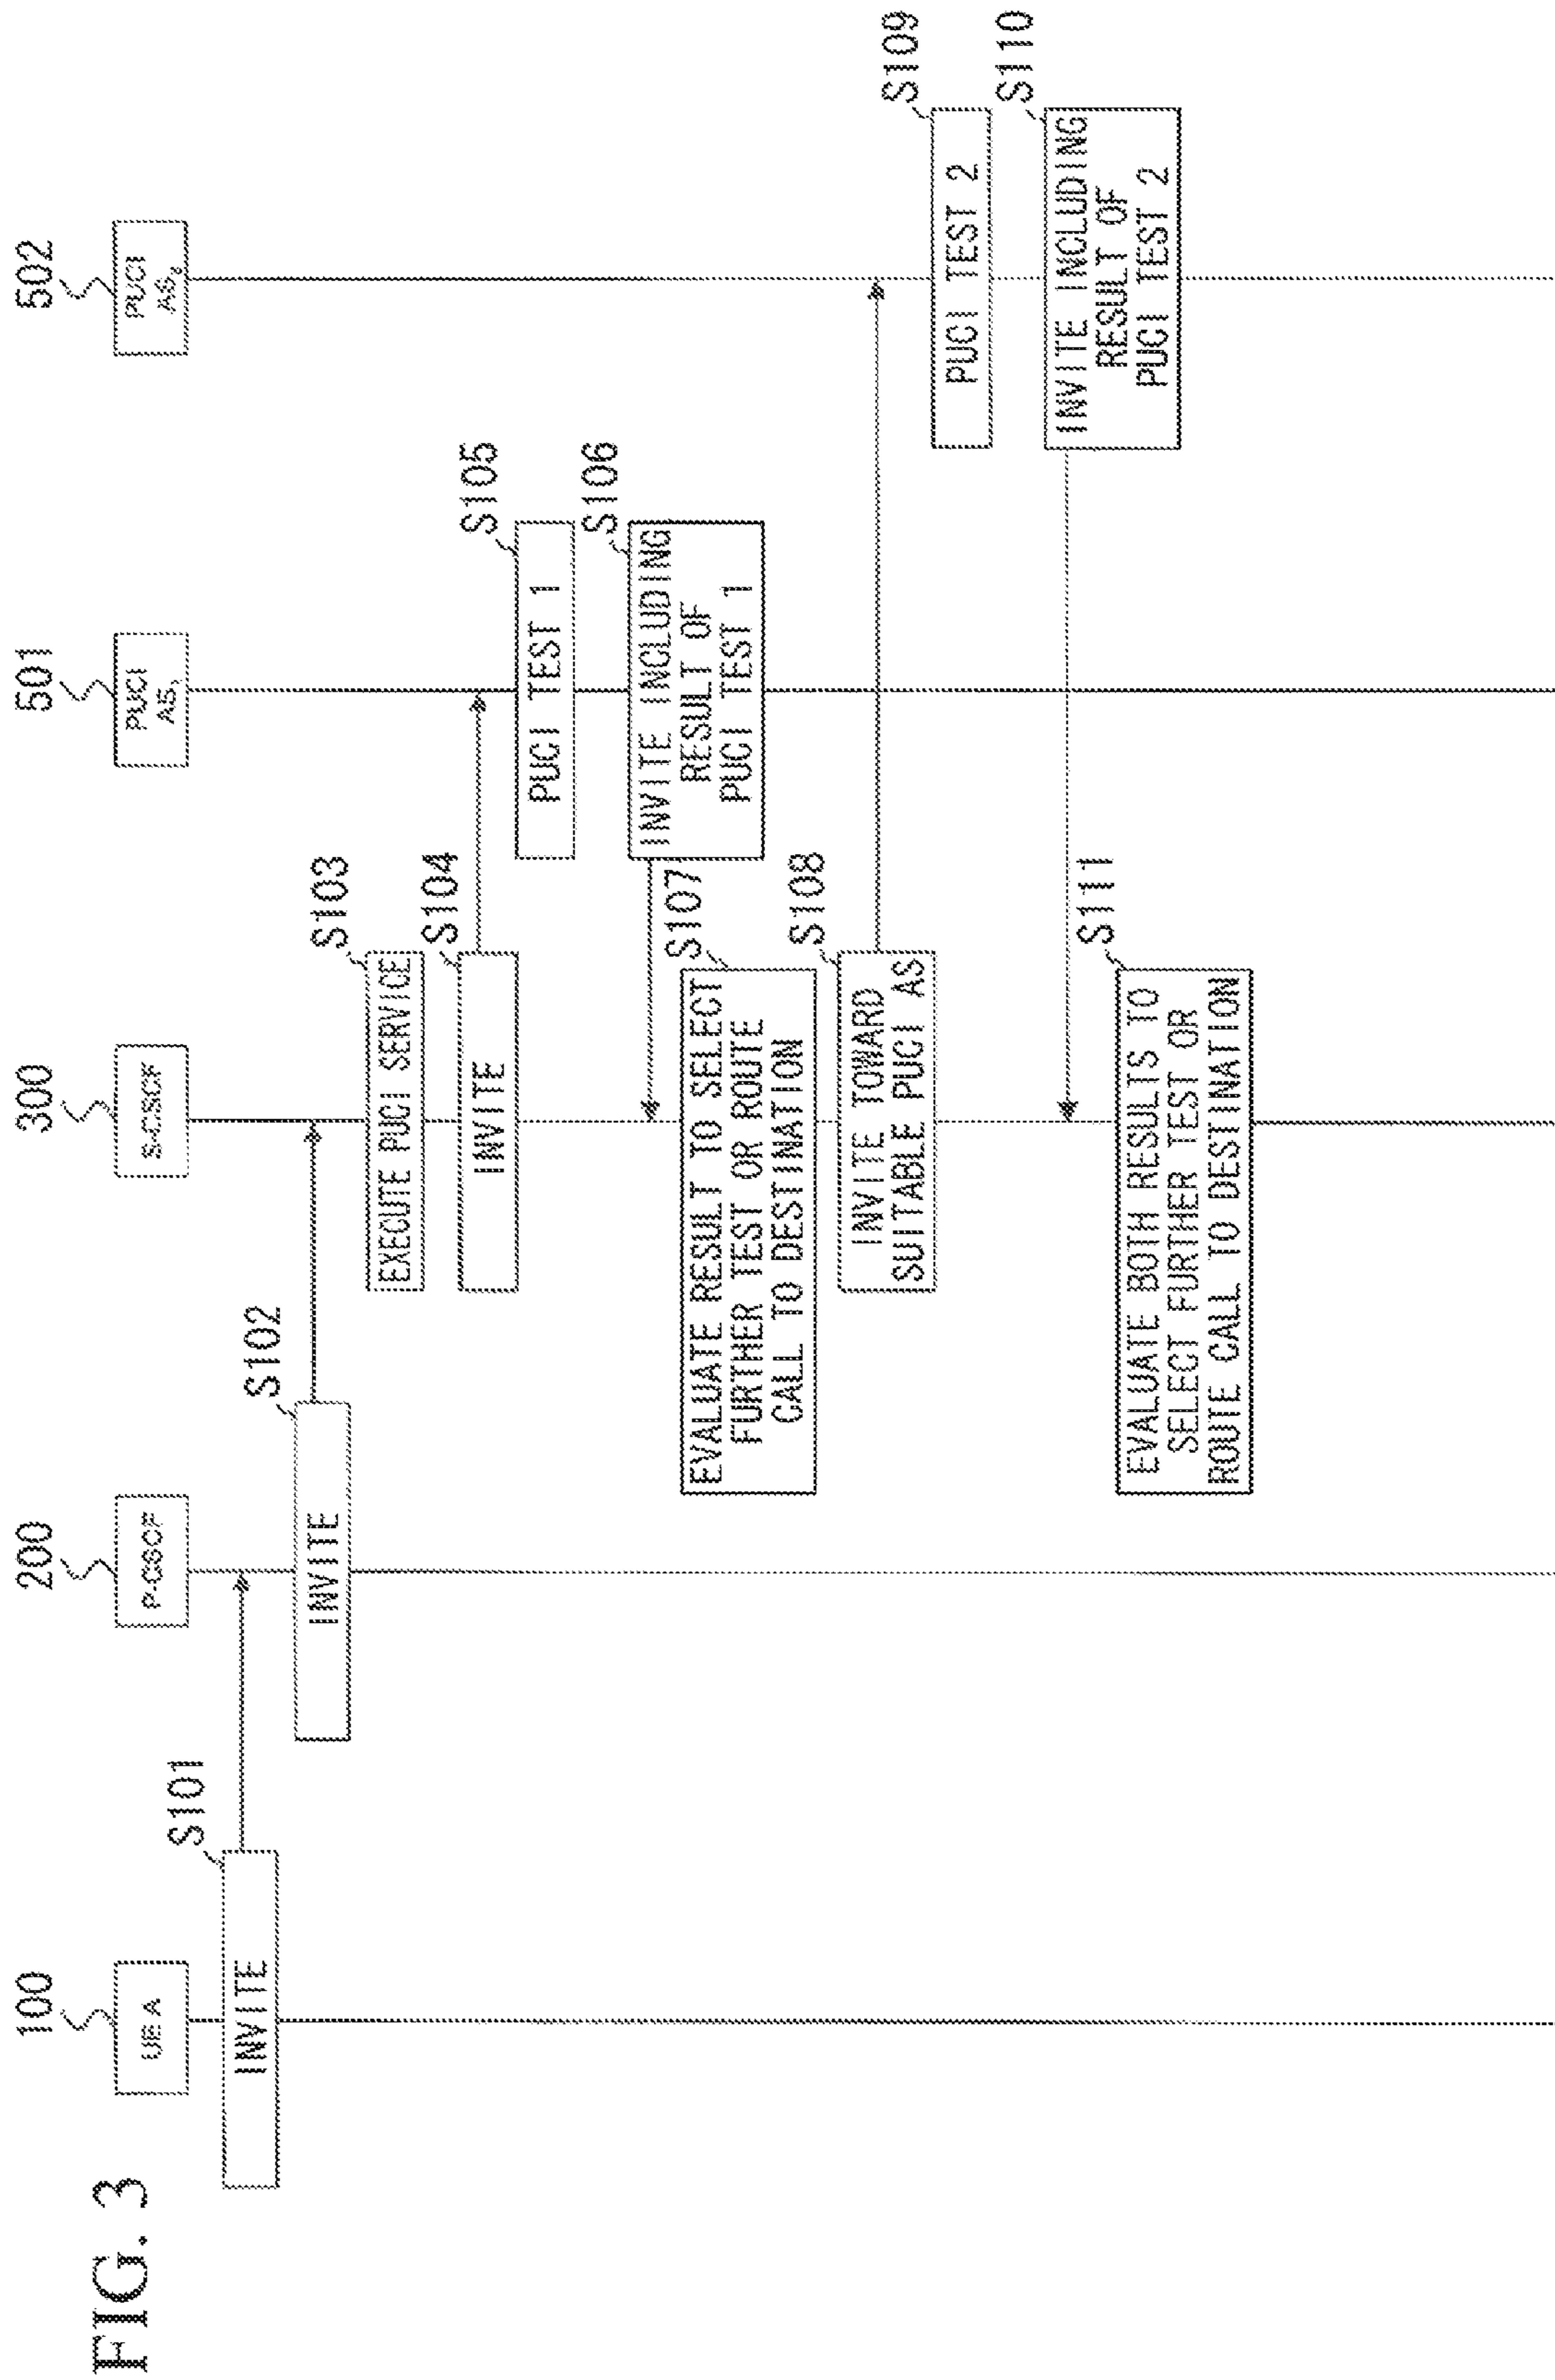 FIG. 3
100
200
300
501
502
UE A
P-CSCF
S-CSCF
PUCI
AS1
PUCI
AS2
S101
INVITE
S102
INVITE
S103
EXECUTE PUCI SERVICE
S104
INVITE
S105
PUCI TEST 1
S106
INVITE INCLUDING
RESULT OF
PUCI TEST 1
S107
EVALUATE RESULT TO SELECT
FURTHER TEST OR ROUTE
CALL TO DESTINATION
S108
INVITE TOWARD
SUITABLE PUCI AS
S109
PUCI TEST 2
S110
INVITE INCLUDING
RESULT OF
PUCI TEST 2
S111
EVALUATE BOTH RESULTS TO
SELECT FURTHER TEST OR
ROUTE CALL TO DESTINATION